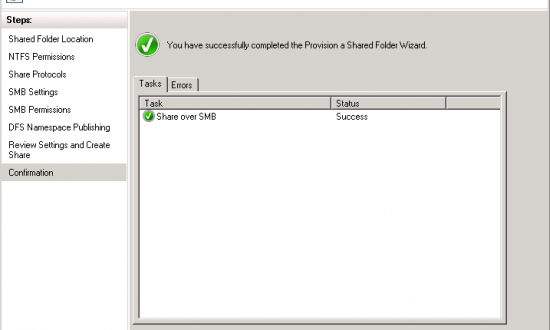 Steps:
Shared Folder Location
NTFS Permissions
Share Protocols
SMB Settings
SMB Permissions
DFS Namespace Publishing
Review Settings and Create
Share
Confirmation
You have successfully completed the Provision a Shared Folder Wizard.
Tasks Errors
Task Status
Share over SMB Success